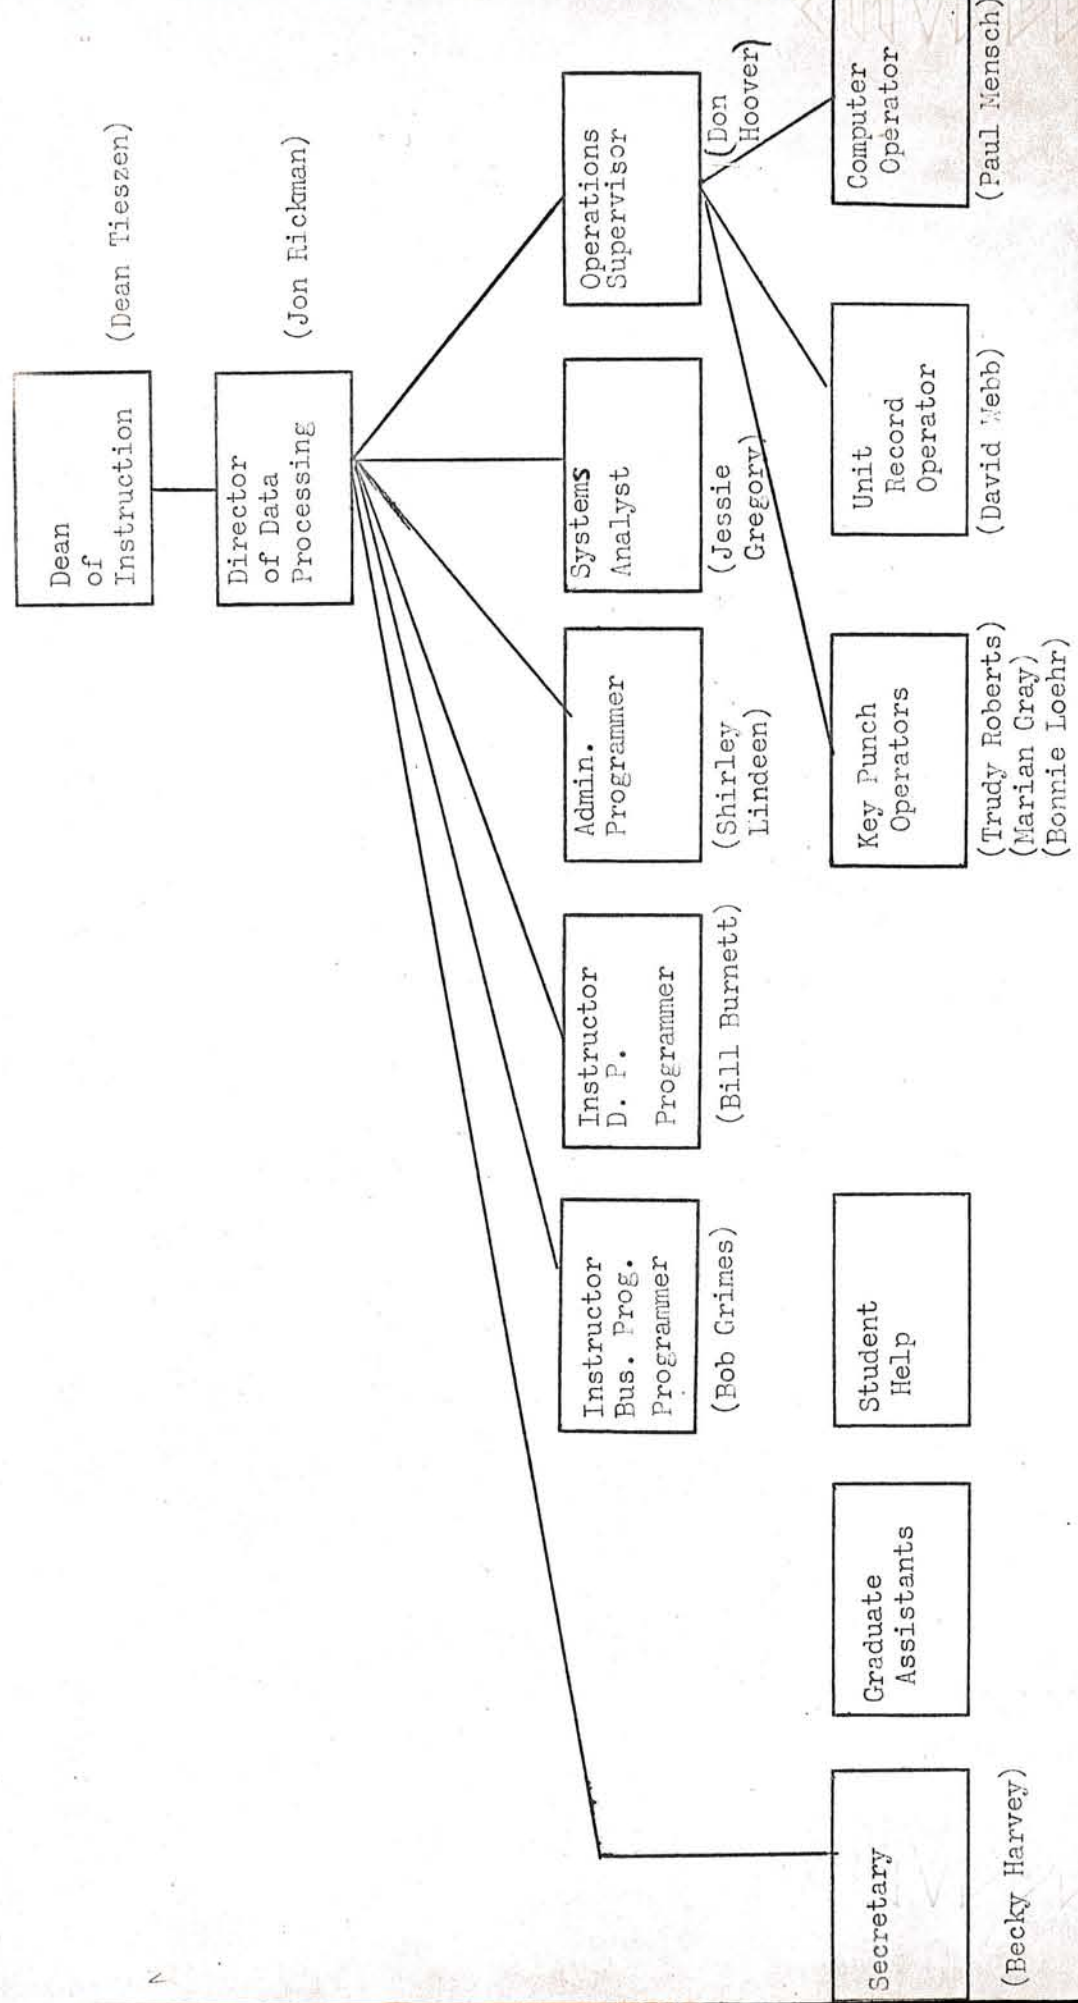 Dean
of
Instruction
(Dean Tieszen)
Director
of Data
Processing
(Jon Rickman)
Instructor
Bus. Prog.
Programmer
(Bob Grimes)
Instructor
D. P.
Programmer
(Bill Burnett)
Admin.
Programmer
(Shirley
Lindeen)
Systems
Analyst
(Jessie
Gregory)
Operations
Supervisor
(Don
Hoover)
Secretary
(Becky Harvey)
Graduate
Assistants
Student
Help
Key Punch
Operators
(Trudy Roberts)
(Marian Gray)
(Bonnie Loehr)
Unit
Record
Operator
(David Webb)
Computer
Operator
(Paul Mensch)